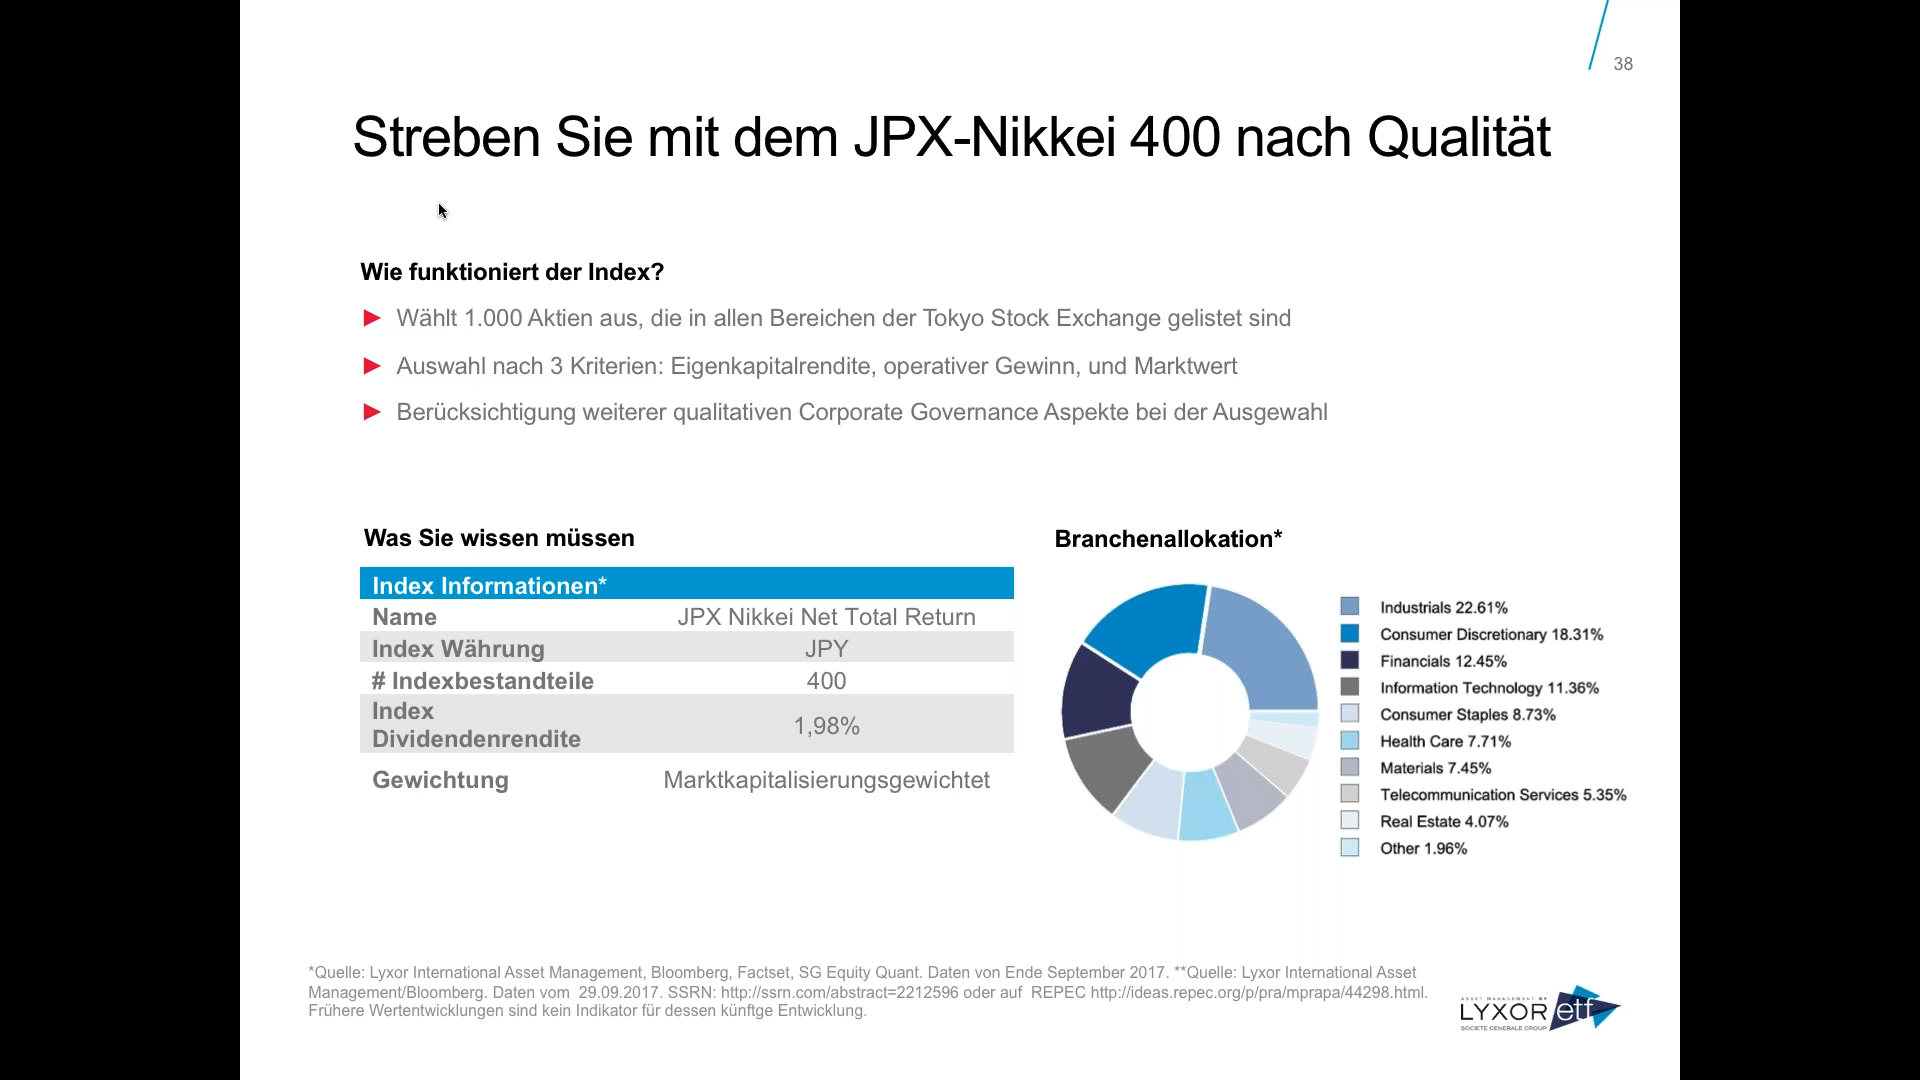 38
Streben Sie mit dem JPX-Nikkei 400 nach Qualität
Wie funktioniert der Index?
► Wählt 1.000 Aktien aus, die in allen Bereichen der Tokyo Stock Exchange gelistet sind
► Auswahl nach 3 Kriterien: Eigenkapitalrendite, operativer Gewinn, und Marktwert
► Berücksichtigung weiterer qualitativen Corporate Governance Aspekte bei der Ausgewahl
Was Sie wissen müssen
Index Informationen*
Name JPX Nikkei Net Total Return
Index Währung JPY
# Indexbestandteile 400
Index
Dividendenrendite 1,98%
Gewichtung Marktkapitalisierungsgewichtet
Branchenallokation*
Industrials 22.61%
Consumer Discretionary 18.31%
Financials 12.45%
Information Technology 11.36%
Consumer Staples 8.73%
Health Care 7.71%
Materials 7.45%
Telecommunication Services 5.35%
Real Estate 4.07%
Other 1.96%
*Quelle: Lyxor International Asset Management, Bloomberg, Factset, SG Equity Quant. Daten von Ende September 2017. **Quelle: Lyxor International Asset
Management/Bloomberg. Daten vom 29.09.2017. SSRN: http://ssrn.com/abstract=2212596 oder auf REPEC http://ideas.repec.org/p/pra/mprapa/44298.html.
Frühere Wertentwicklungen sind kein Indikator für dessen künftge Entwicklung.
ASSET MANAGEMENT BY
LYXOR etf
SOCIETE GENERALE GROUP